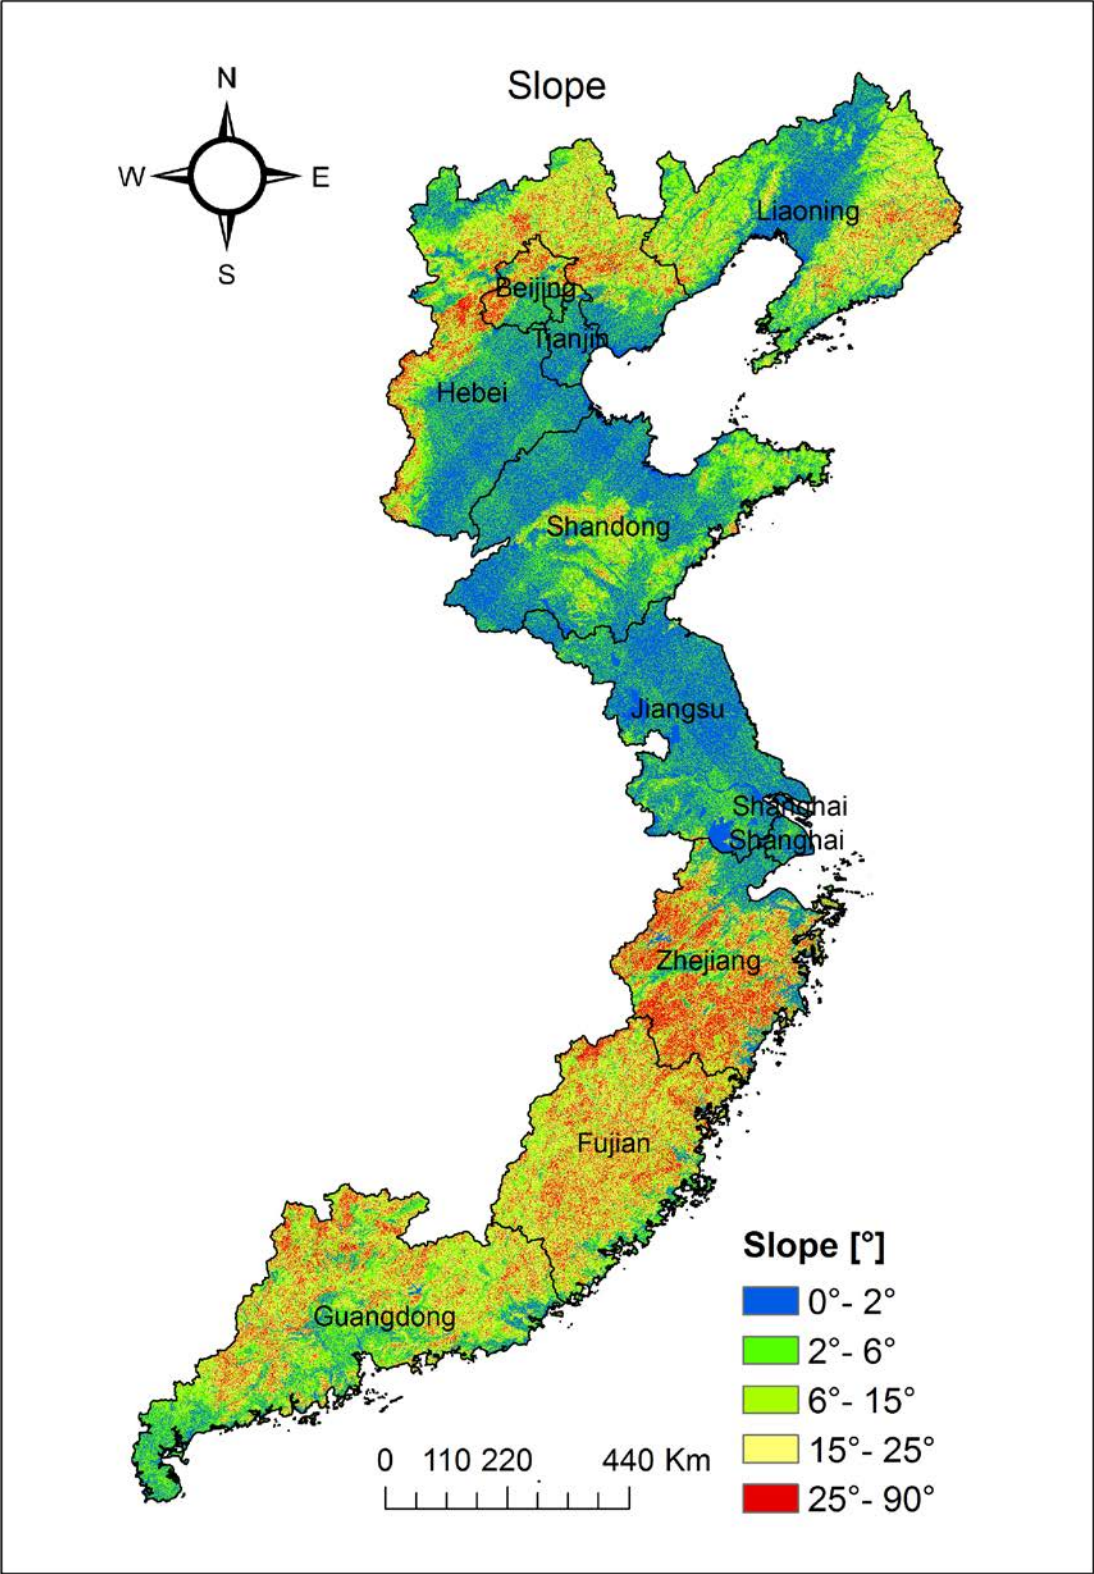 Slope
N
W E
S
Liaoning
Beijing
Tianjin
Hebei
Shandong
Jiangsu
Shanghai
Shanghai
Zhejiang
Fujian
Guangdong
Slope [°]
0°- 2°
2°- 6°
6°- 15°
15°- 25°
25°- 90°
0 110 220 440 Km